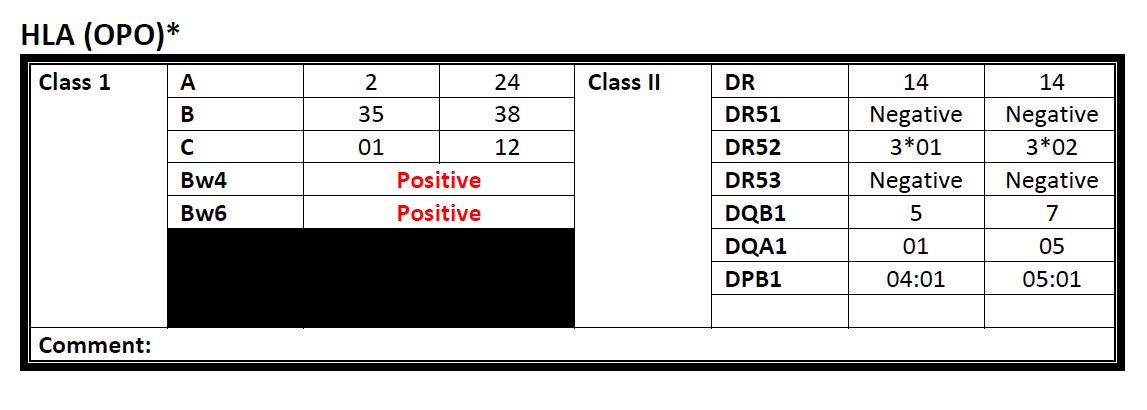 HLA (OPO)*
Class 1 A 2 24 Class II DR 14 14
B 35 38 DR51 Negative Negative
C 01 12 DR52 3*01 3*02
Bw4 Positive DR53 Negative Negative
Bw6 Positive DQB1 5 7
DQA1 01 05
DPB1 04:01 05:01
Comment: